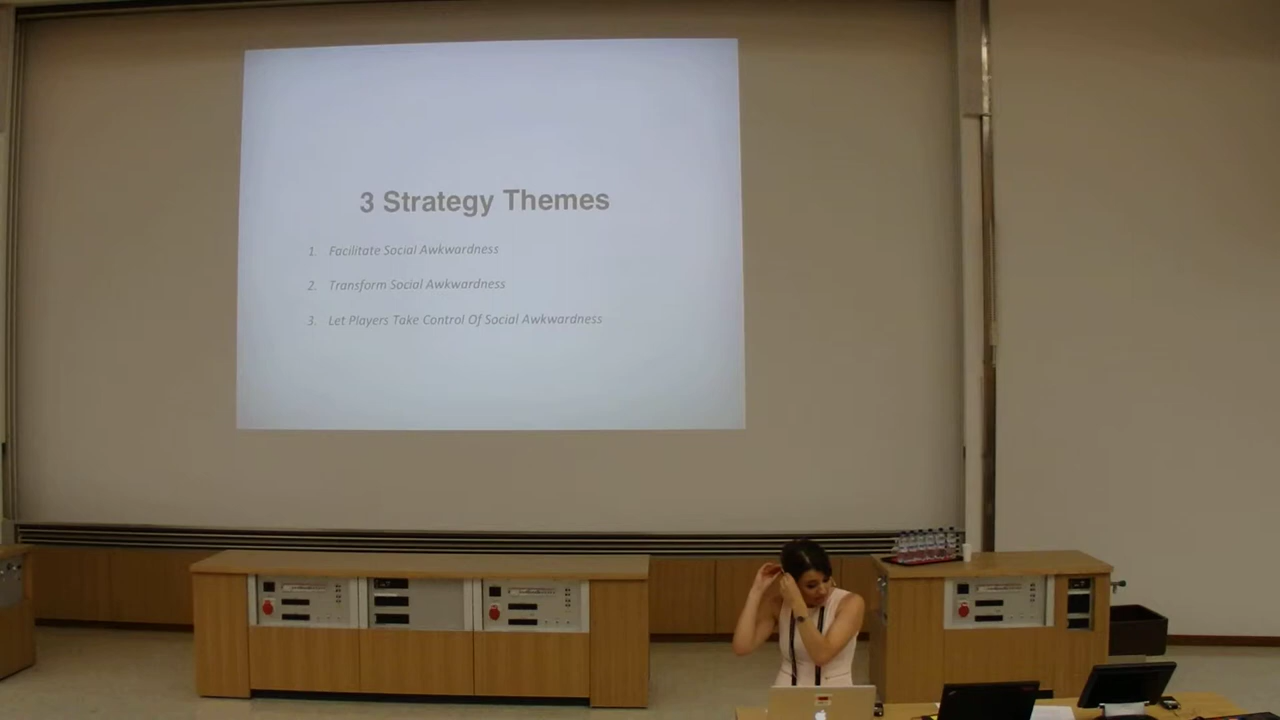 3 Strategy Themes
1. Facilitate Social Awkwardness
2. Transform Social Awkwardness
3. Let Players Take Control Of Social Awkwardness